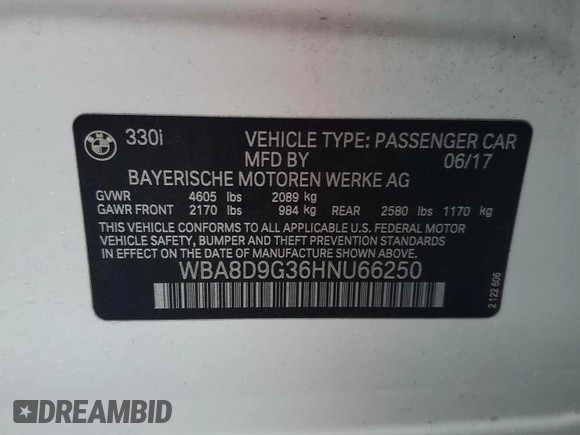 BMW
330i
VEHICLE TYPE: PASSENGER CAR
MFD BY 06/17
BAYERISCHE MOTOREN WERKE AG
GVWR 4605 lbs 2089 kg
GAWR FRONT 2170 lbs 984 kg REAR 2580 lbs 1170 kg
THIS VEHICLE CONFORMS TO ALL APPLICABLE U.S. FEDERAL MOTOR
VEHICLE SAFETY, BUMPER AND THEFT PREVENTION STANDARDS
IN EFFECT ON THE DATE OF MANUFACTURE SHOWN ABOVE.
WBA8D9G36HNU66250
2 122 606
$DREAMBID